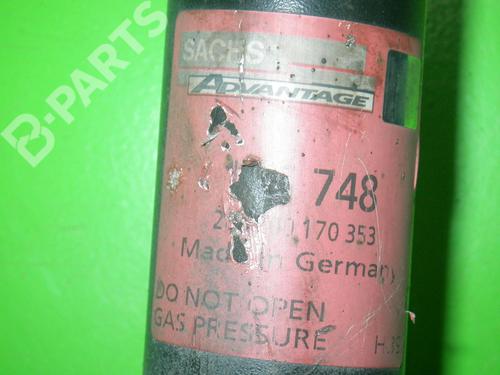 SACHS
ADVANTAGE
748
170 353
Made in Germany
DO NOT OPEN
GAS PRESSURE
B-PARTS